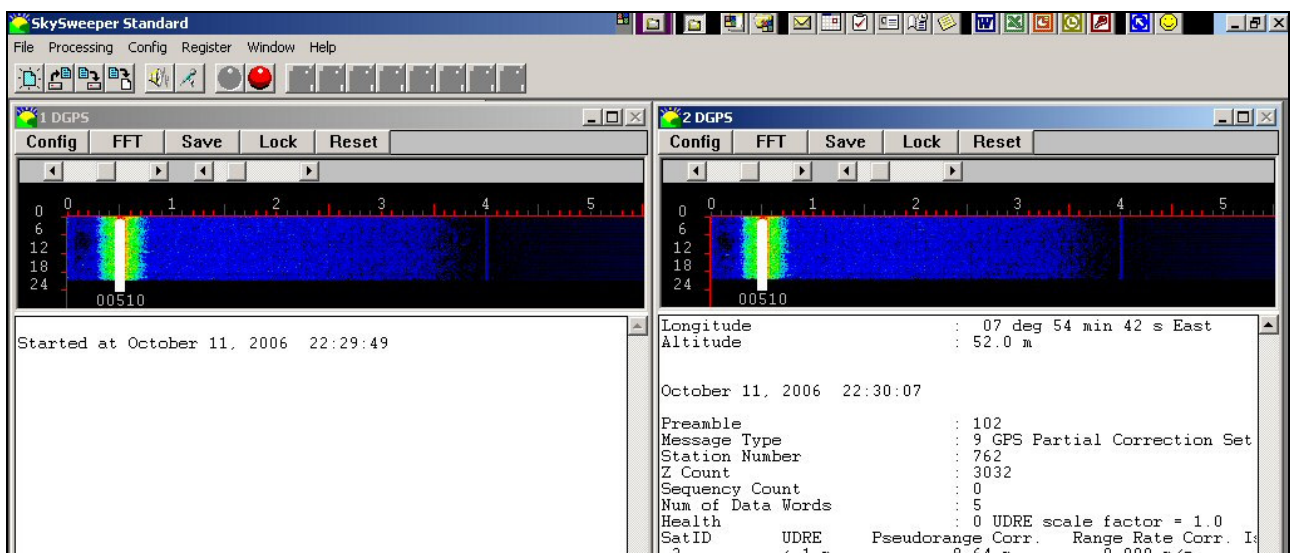 SkySweeper Standard
File Processing Config Register Window Help
1 DGPS
Config FFT Save Lock Reset
0 1 2 3 4 5
0
6
12
18
24
00510
Started at October 11, 2006 22:29:49
2 DGPS
Config FFT Save Lock Reset
0 1 2 3 4 5
0
6
12
18
24
00510
Longitude : 07 deg 54 min 42 s East
Altitude : 52.0 m
October 11, 2006 22:30:07
Preamble : 102
Message Type : 9 GPS Partial Correction Set
Station Number : 762
Z Count : 3032
Sequency Count : 0
Num of Data Words : 5
Health : 0 UDRE scale factor = 1.0
SatID UDRE Pseudorange Corr. Range Rate Corr.